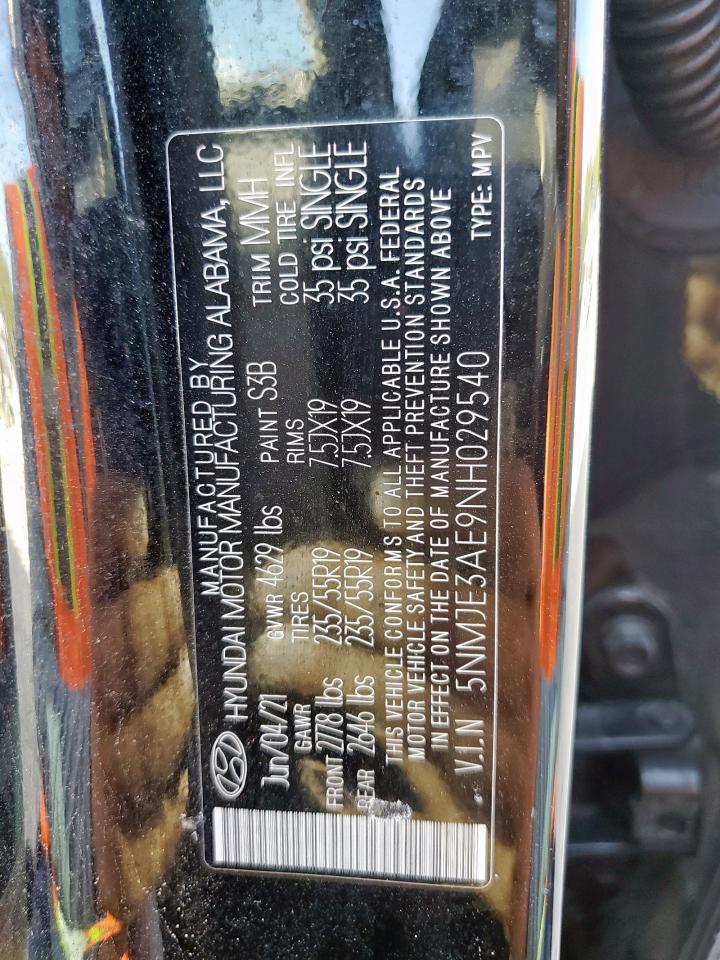 MANUFACTURED BY
HYUNDAI MOTOR MANUFACTURING ALABAMA, LLC
Jun/04/21 GVWR 4629 lbs PAINT S3B TRIM MMH
GAWR TIRES RIMS COLD TIRE INFL
FRONT 2778 lbs 235/55R19 7.5JX19 35 psi SINGLE
REAR 2646 lbs 235/55R19 7.5JX19 35 psi SINGLE
THIS VEHICLE CONFORMS TO ALL APPLICABLE U.S.A. FEDERAL
MOTOR VEHICLE SAFETY AND THEFT PREVENTION STANDARDS
IN EFFECT ON THE DATE OF MANUFACTURE SHOWN ABOVE
V.I.N 5NMJE3AE9NH029540 TYPE: MPV